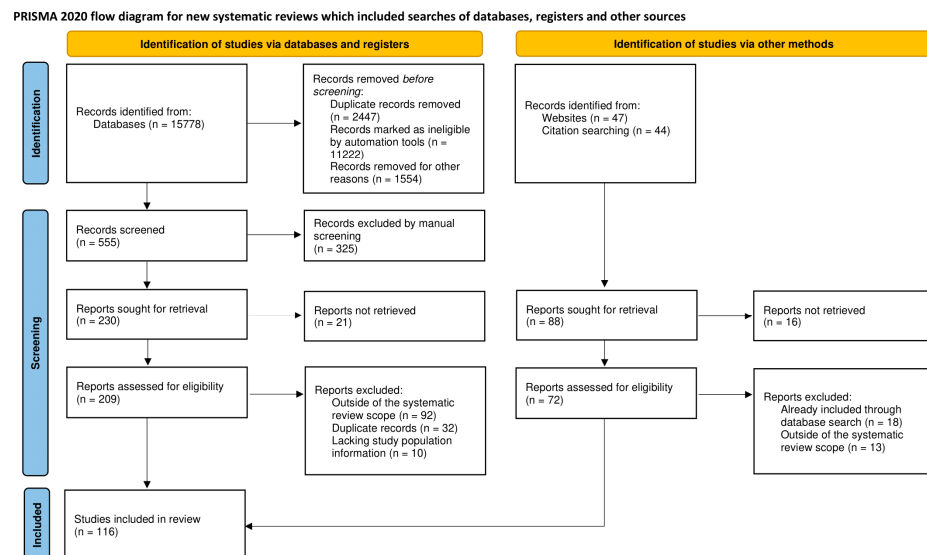 PRISMA 2020 flow diagram for new systematic reviews which included searches of databases, registers and other sources
Identification of studies via databases and registers
Identification of studies via other methods
Identification
Records identified from:
Databases (n = 15778)
Records removed before
screening:
Duplicate records removed
(n = 2447)
Records marked as ineligible
by automation tools (n =
11222)
Records removed for other
reasons (n = 1554)
Records identified from:
Websites (n = 47)
Citation searching (n = 44)
Screening
Records screened
(n = 555)
Records excluded by manual
screening
(n = 325)
Reports sought for retrieval
(n = 230)
Reports not retrieved
(n = 21)
Reports sought for retrieval
(n = 88)
Reports not retrieved
(n = 16)
Reports assessed for eligibility
(n = 209)
Reports excluded:
Outside of the systematic
review scope (n = 92)
Duplicate records (n = 32)
Lacking study population
information (n = 10)
Reports assessed for eligibility
(n = 72)
Reports excluded:
Already included through
database search (n = 18)
Outside of the systematic
review scope (n = 13)
Included
Studies included in review
(n = 116)